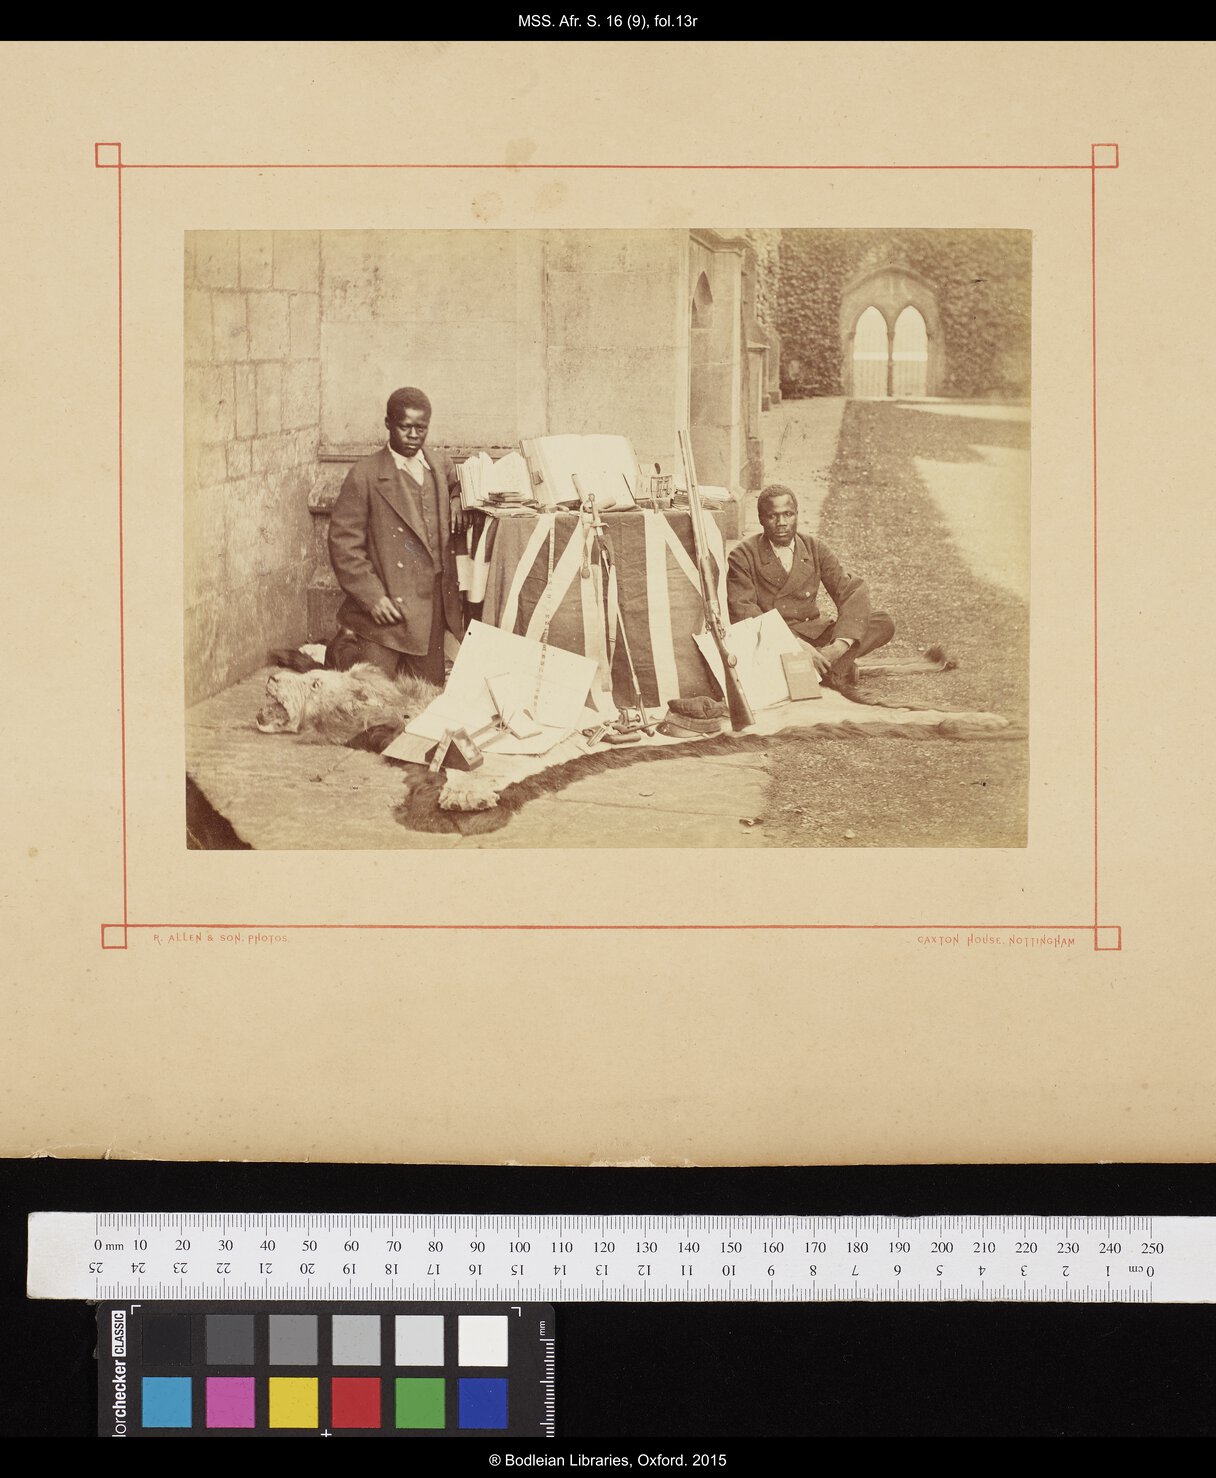 MSS. Afr. S. 16 (9), fol.13r
R. ALLEN & SON. PHOTOS.
CAXTON HOUSE. NOTTINGHAM
0 mm 10 20 30 40 50 60 70 80 90 100 110 120 130 140 150 160 170 180 190 200 210 220 230 240 250
25 24 23 22 21 20 19 18 17 16 15 14 13 12 11 10 9 8 7 6 5 4 3 2 1 0 cm
lorchecker CLASSIC
mm
® Bodleian Libraries, Oxford. 2015